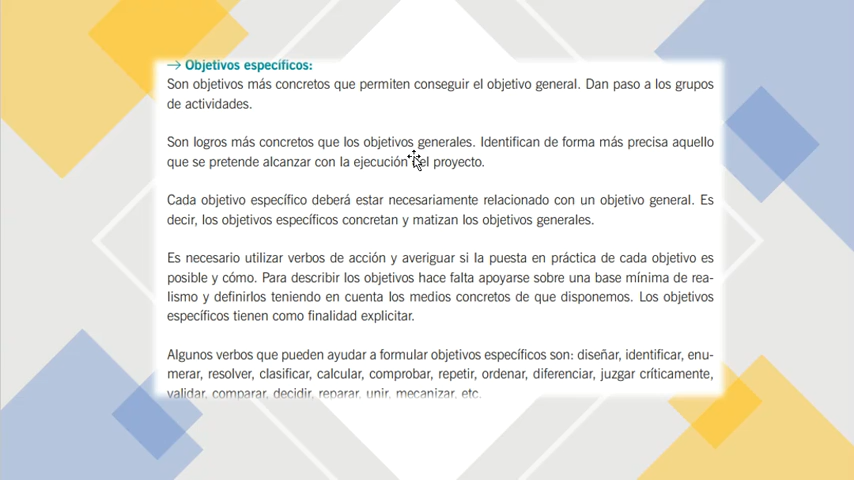 → Objetivos específicos:
Son objetivos más concretos que permiten conseguir el objetivo general. Dan paso a los grupos
de actividades.
Son logros más concretos que los objetivos generales. Identifican de forma más precisa aquello
que se pretende alcanzar con la ejecución del proyecto.
Cada objetivo específico deberá estar necesariamente relacionado con un objetivo general. Es
decir, los objetivos específicos concretan y matizan los objetivos generales.
Es necesario utilizar verbos de acción y averiguar si la puesta en práctica de cada objetivo es
posible y cómo. Para describir los objetivos hace falta apoyarse sobre una base mínima de rea-
lismo y definirlos teniendo en cuenta los medios concretos de que disponemos. Los objetivos
específicos tienen como finalidad explicitar.
Algunos verbos que pueden ayudar a formular objetivos específicos son: diseñar, identificar, enu-
merar, resolver, clasificar, calcular, comprobar, repetir, ordenar, diferenciar, juzgar críticamente,
validar, comparar, decidir, reparar, unir, mecanizar, etc.